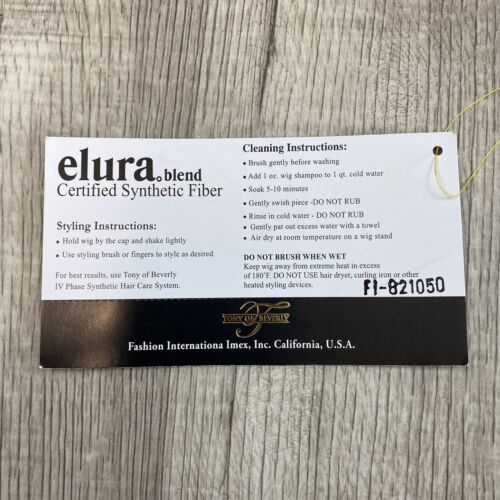 elura.blend
Certified Synthetic Fiber
Styling Instructions:
• Hold wig by the cap and shake lightly
• Use styling brush or fingers to style as desired
For best results, use Tony of Beverly
IV Phase Synthetic Hair Care System.
Cleaning Instructions:
• Brush gently before washing
• Add 1 oz. wig shampoo to 1 qt. cold water
• Soak 5-10 minutes
• Gently swish piece -DO NOT RUB
• Rinse in cold water - DO NOT RUB
• Gently pat out excess water with a towel
• Air dry at room temperature on a wig stand
DO NOT BRUSH WHEN WET
Keep wig away from extreme heat in excess
of 180°F. DO NOT USE hair dryer, curling iron or other
heated styling devices.
FI-821050
TONY OF BEVERLY
Fashion Internationa Imex, Inc. California, U.S.A.